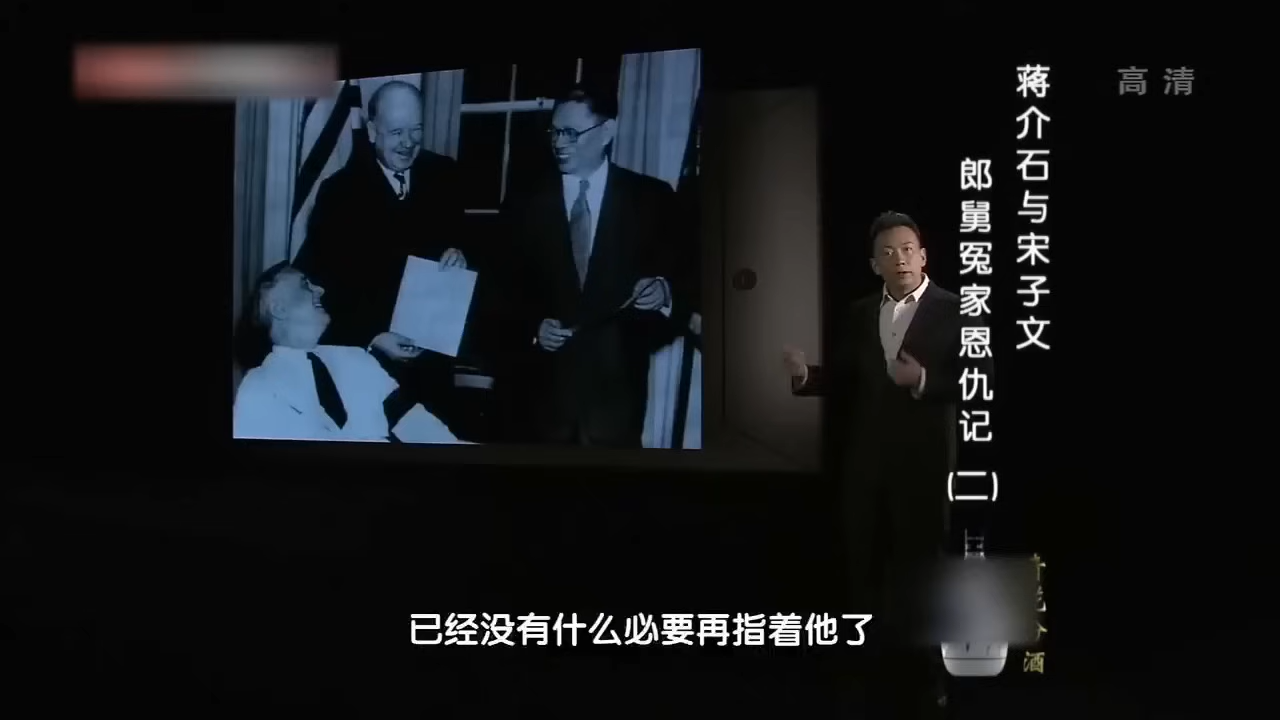 高清
蒋介石与宋子文
郎舅冤家恩仇记
(二)
已经没有什么必要再指着他了
酒